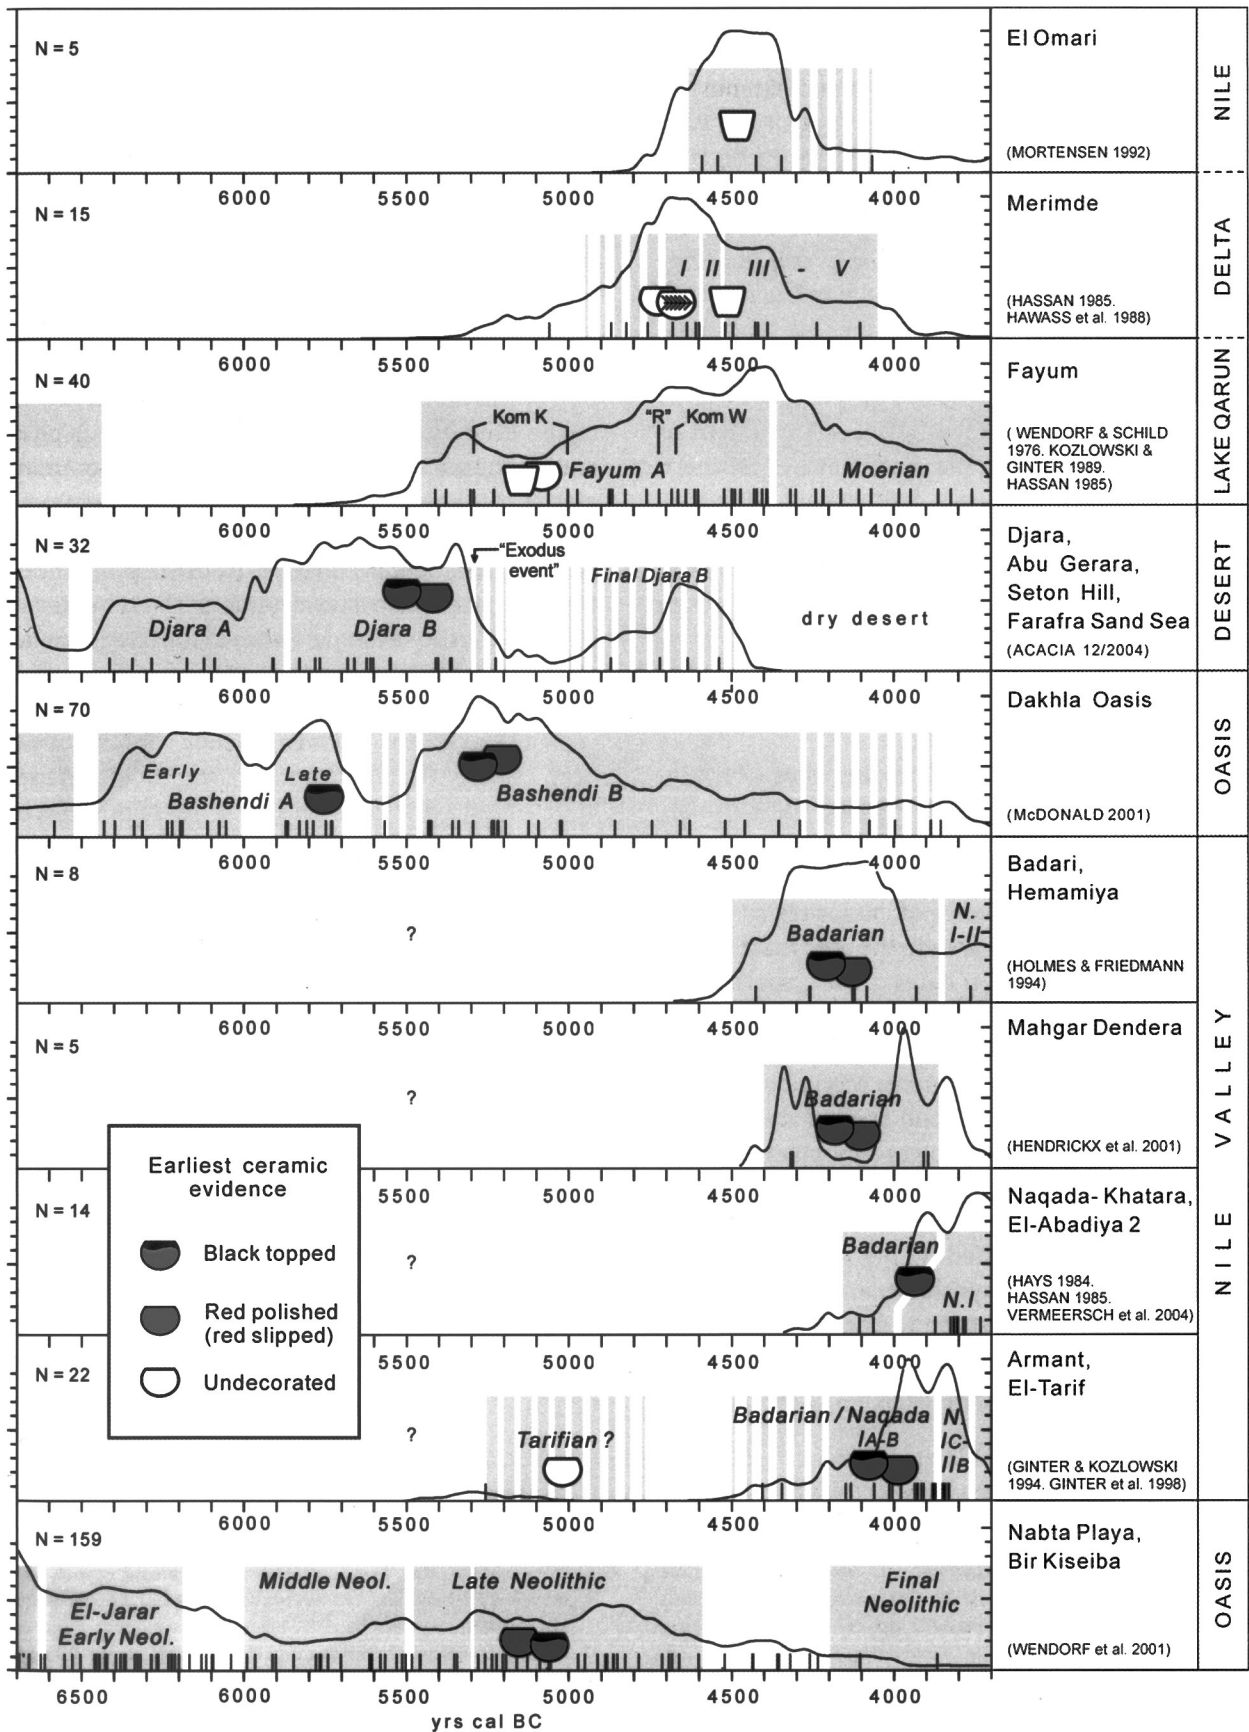 N = 5
El Omari
(MORTENSEN 1992)
NILE
6000 5500 5000 4500 4000
N = 15
I II III - V
Merimde
(HASSAN 1985.
HAWASS et al. 1988)
DELTA
6000 5500 5000 4500 4000
N = 40
Kom K "R" Kom W
Fayum A Moerian
Fayum
( WENDORF & SCHILD
1976. KOZLOWSKI &
GINTER 1989.
HASSAN 1985)
LAKE QARUN
6000 5500 5000 4500 4000
N = 32
"Exodus
event"
Final Djara B
Djara A Djara B
dry desert
Djara,
Abu Gerara,
Seton Hill,
Farafra Sand Sea
(ACACIA 12/2004)
DESERT
6000 5500 5000 4500 4000
N = 70
Early Late
Bashendi A Bashendi B
Dakhla Oasis
(McDONALD 2001)
OASIS
6000 5500 5000 4500 4000
N = 8
?
Badarian
N.
I-II
Badari,
Hemamiya
(HOLMES & FRIEDMANN
1994)
6000 5500 5000 4500 4000
N = 5
?
Badarian
Mahgar Dendera
(HENDRICKX et al. 2001)
NILE VALLEY
5000 4500 4000
N = 14
?
Badarian
N.I
Naqada- Khatara,
El-Abadiya 2
(HAYS 1984.
HASSAN 1985.
VERMEERSCH et al. 2004)
Earliest ceramic
evidence
Black topped
Red polished
(red slipped)
Undecorated
5500 5000 4500 4000
N = 22
?
Tarifian ?
Badarian / Naqada
IA-B
N.
IC-
IIB
Armant,
El-Tarif
(GINTER & KOZLOWSKI
1994. GINTER et al. 1998)
6000 5500 5000 4500 4000
N = 159
El-Jarar
Early Neol.
Middle Neol.
Late Neolithic
Final
Neolithic
Nabta Playa,
Bir Kiseiba
(WENDORF et al. 2001)
OASIS
6500 6000 5500 5000 4500 4000
yrs cal BC